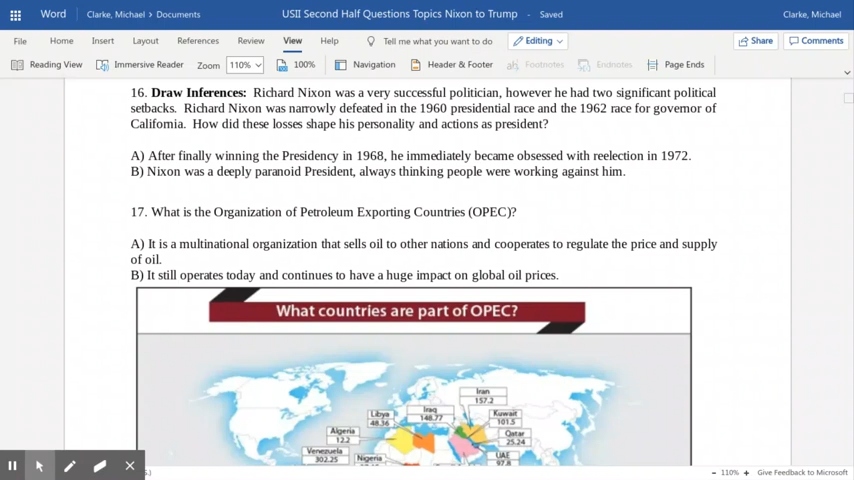 Word Clarke, Michael > Documents USII Second Half Questions Topics Nixon to Trump - Saved Clarke, Michael
File Home Insert Layout References Review View Help Tell me what you want to do Editing Share Comments
Reading View Immersive Reader Zoom 110% 100% Navigation Header & Footer Footnotes Endnotes Page Ends
16. Draw Inferences: Richard Nixon was a very successful politician, however he had two significant political
setbacks. Richard Nixon was narrowly defeated in the 1960 presidential race and the 1962 race for governor of
California. How did these losses shape his personality and actions as president?
A) After finally winning the Presidency in 1968, he immediately became obsessed with reelection in 1972.
B) Nixon was a deeply paranoid President, always thinking people were working against him.
17. What is the Organization of Petroleum Exporting Countries (OPEC)?
A) It is a multinational organization that sells oil to other nations and cooperates to regulate the price and supply
of oil.
B) It still operates today and continues to have a huge impact on global oil prices.
What countries are part of OPEC?
Iran
157.2
Libya
48.36
Iraq
148.77
Kuwait
101.5
Algeria
12.2
Qatar
25.24
Venezuela
302.25
Nigeria
UAE
97.8
S.) - 110% + Give Feedback to Microsoft